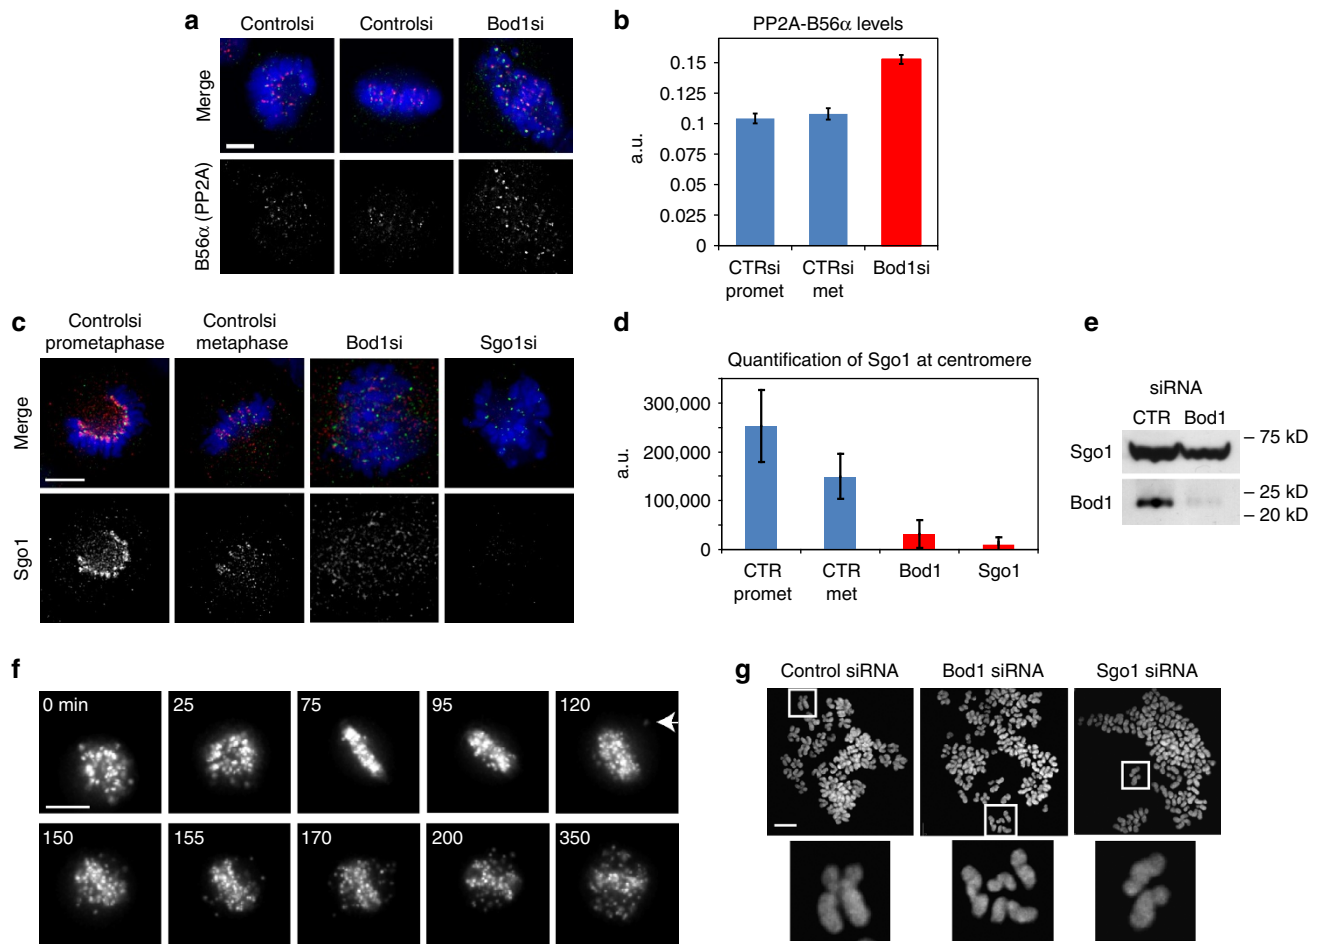 a
Controlsi
Controlsi
Bod1si
Merge
B56α (PP2A)
b
PP2A-B56α levels
a.u.
0.15
0.125
0.1
0.075
0.05
0.025
0
CTRsi promet
CTRsi met
Bod1si
c
Controlsi prometaphase
Controlsi metaphase
Bod1si
Sgo1si
Merge
Sgo1
d
Quantification of Sgo1 at centromere
a.u.
300,000
200,000
100,000
0
CTR promet
CTR met
Bod1
Sgo1
e
siRNA
CTR Bod1
Sgo1
– 75 kD
Bod1
– 25 kD
– 20 kD
f
0 min
25
75
95
120
150
155
170
200
350
g
Control siRNA
Bod1 siRNA
Sgo1 siRNA